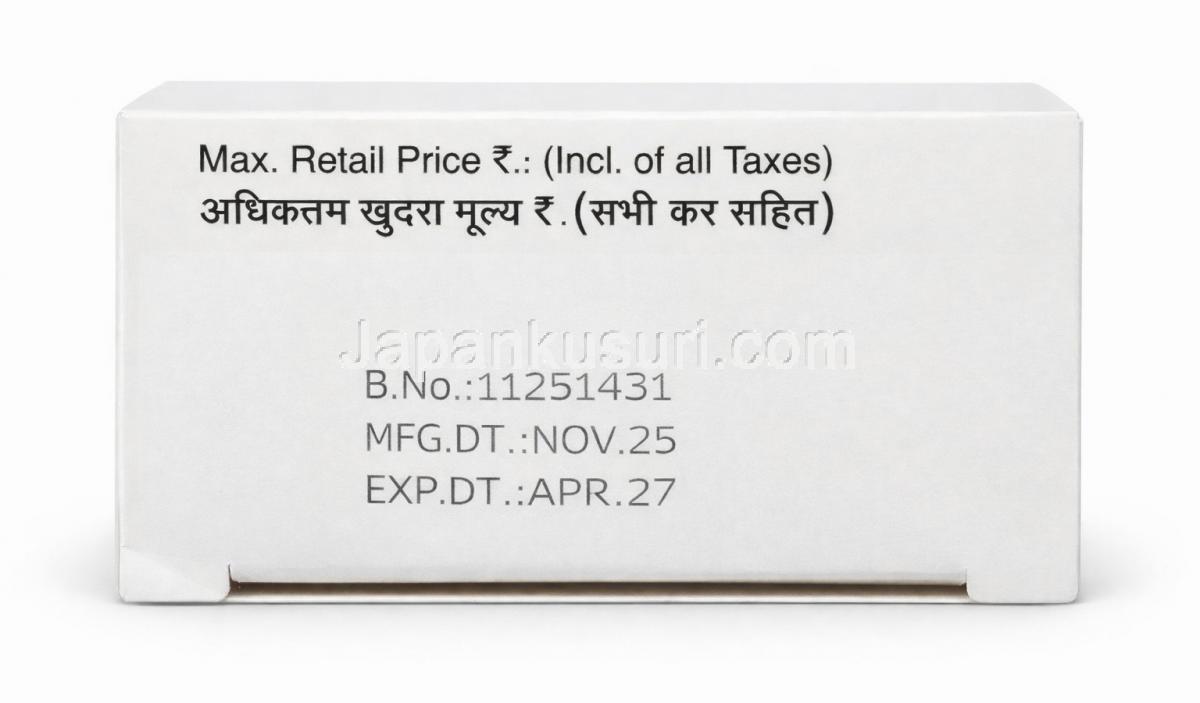 Max. Retail Price ₹.: (Incl. of all Taxes)
अधिकतम खुदरा मूल्य ₹.(सभी कर सहित)
Japankusuri.com
B.No.:11251431
MFG.DT.:NOV.25
EXP.DT.:APR.27